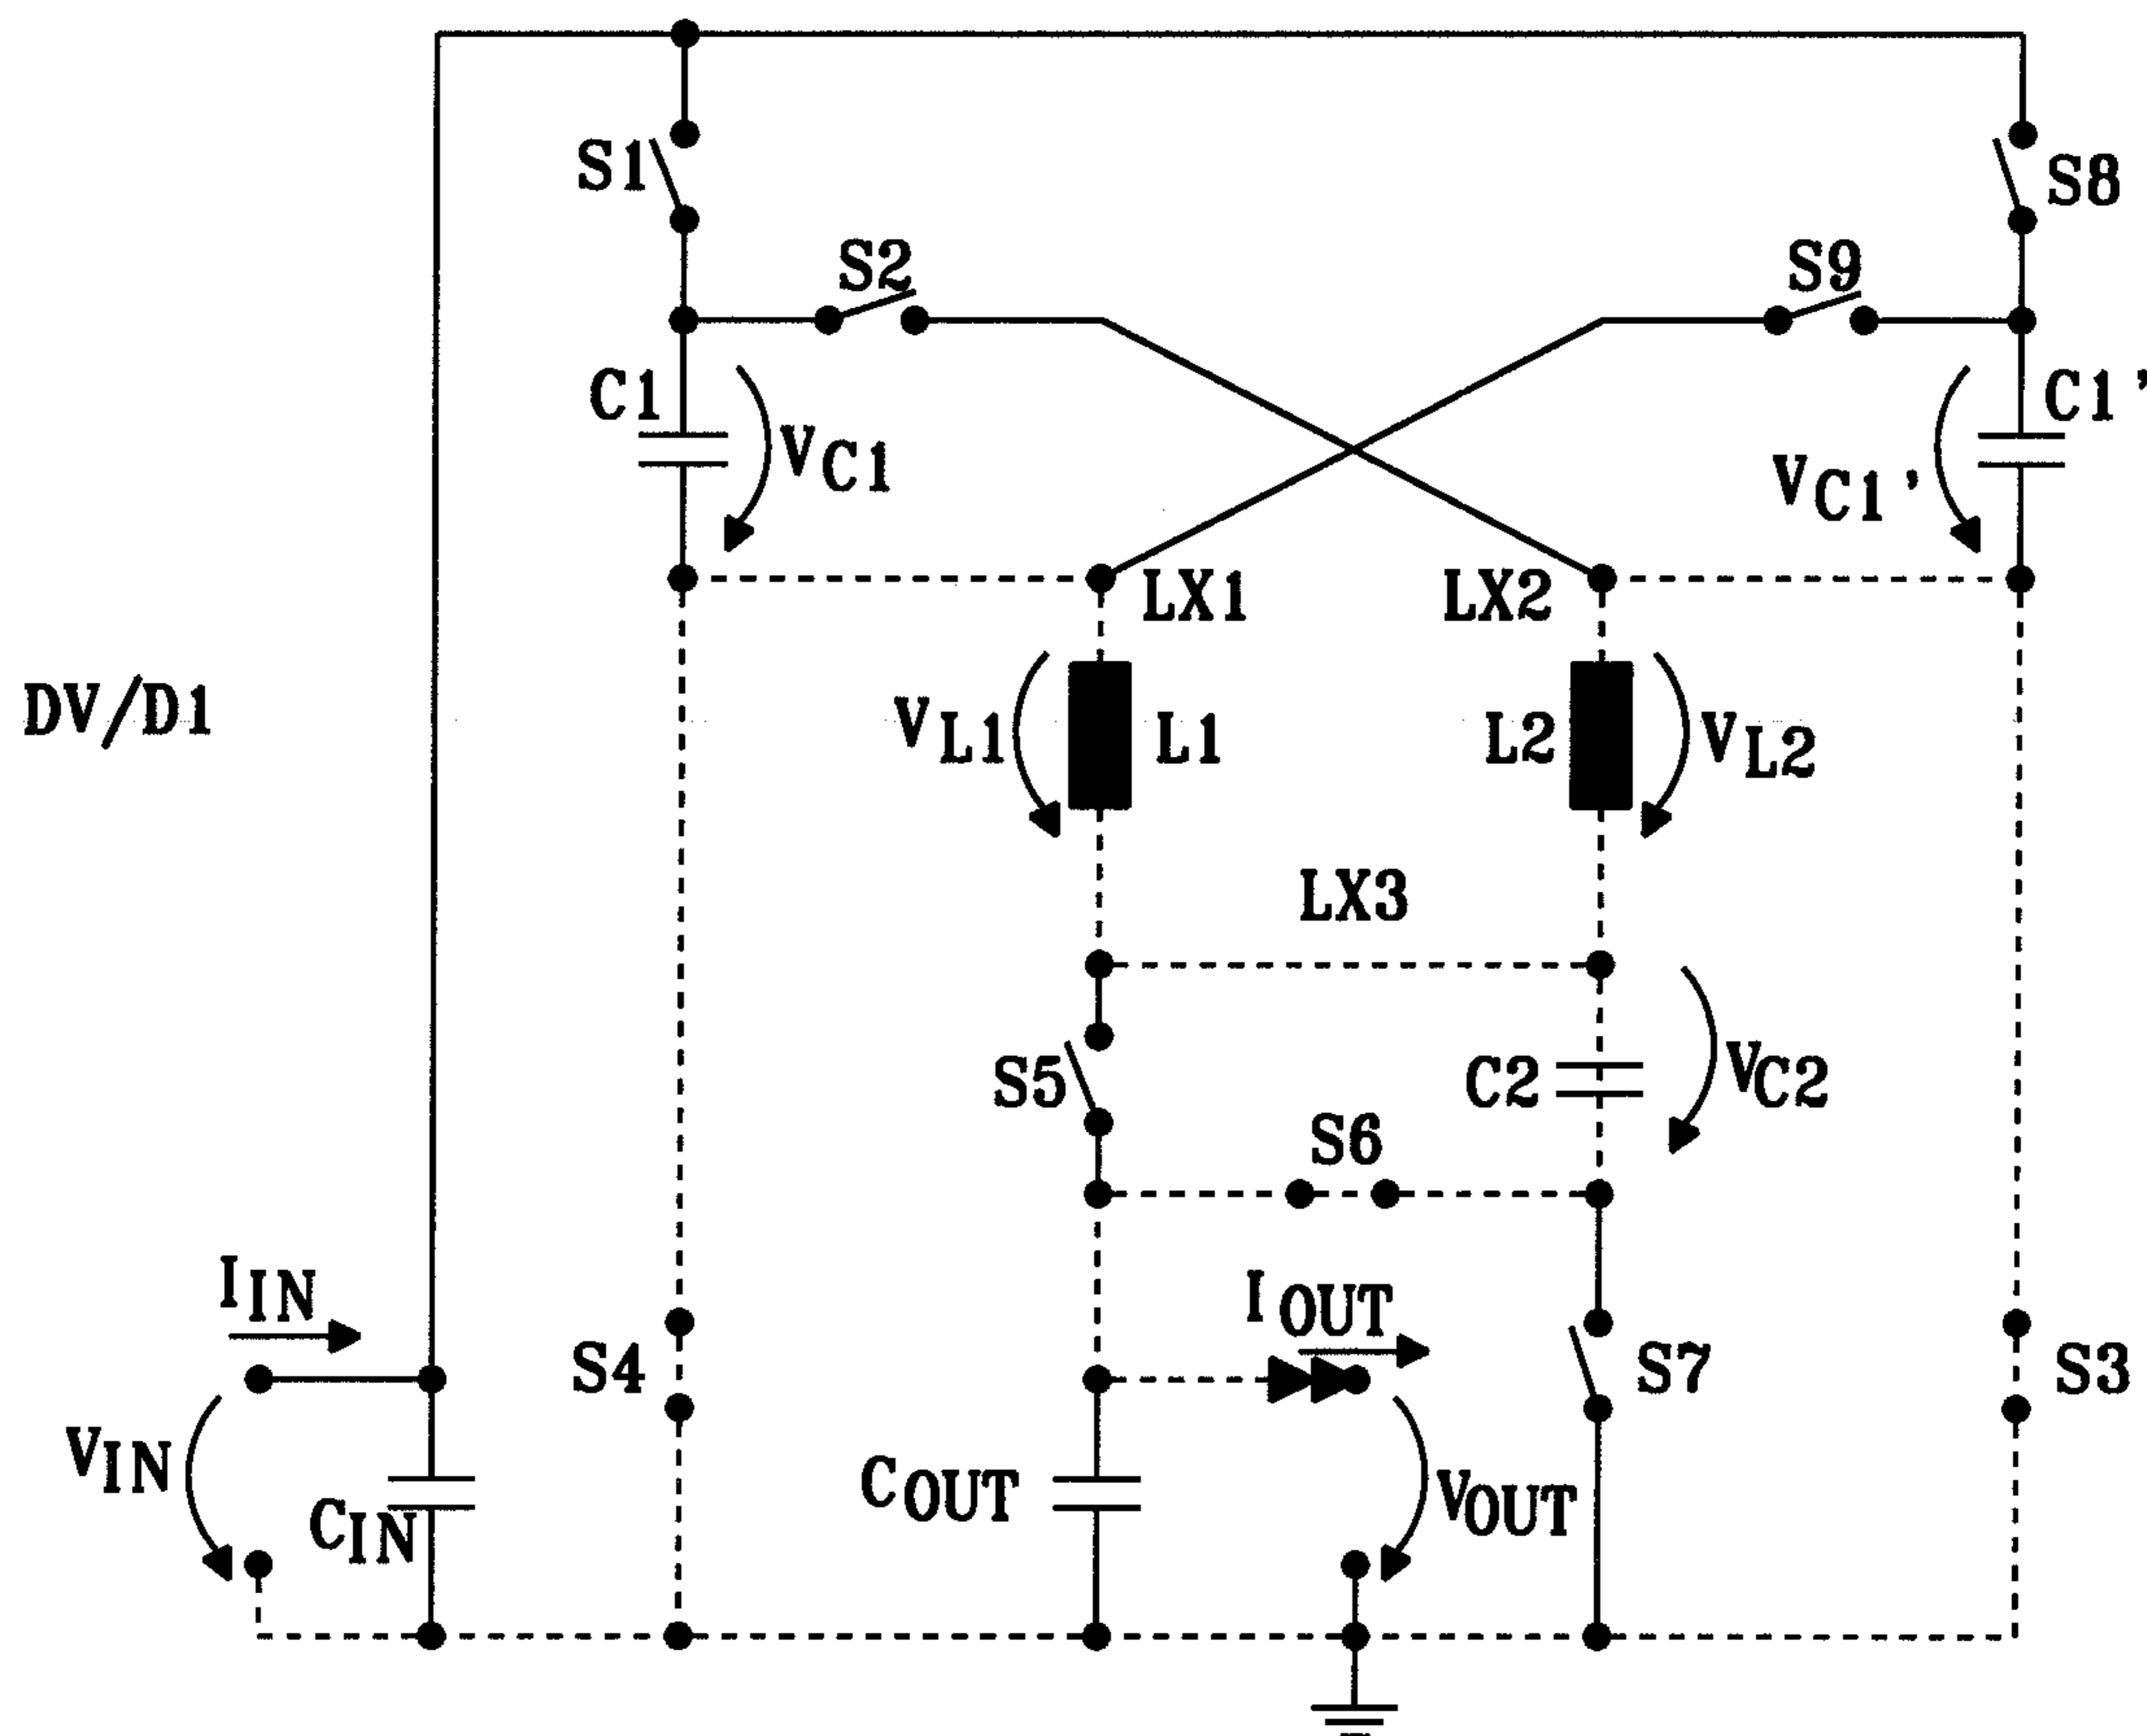 S1
S8
S2
S9
C1
C1'
VC1
VC1'
LX1
LX2
DV/D1
VL1
L1
L2
VL2
LX3
S5
C2
VC2
S6
IIN
IOUT
S4
S7
S3
VIN
CIN
COUT
VOUT